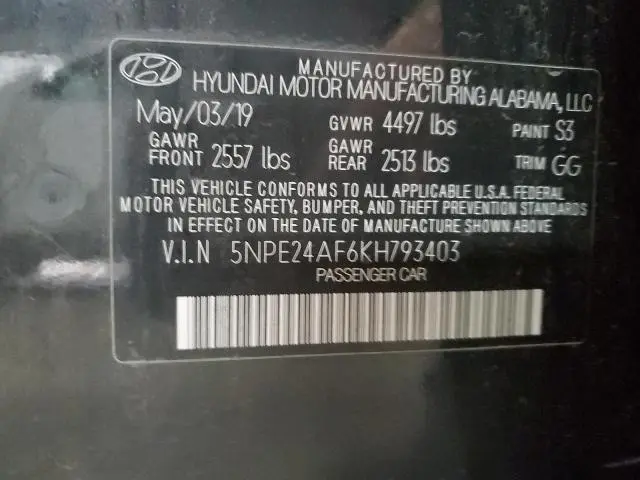 MANUFACTURED BY
HYUNDAI MOTOR MANUFACTURING ALABAMA, LLC
May/03/19 GVWR 4497 lbs PAINT S3
GAWR FRONT 2557 lbs GAWR REAR 2513 lbs TRIM GG
THIS VEHICLE CONFORMS TO ALL APPLICABLE U.S.A. FEDERAL
MOTOR VEHICLE SAFETY, BUMPER, AND THEFT PREVENTION STANDARDS
IN EFFECT ON THE DATE OF MANUFACTURE SHOWN ABOVE.
V.I.N 5NPE24AF6KH793403
PASSENGER CAR